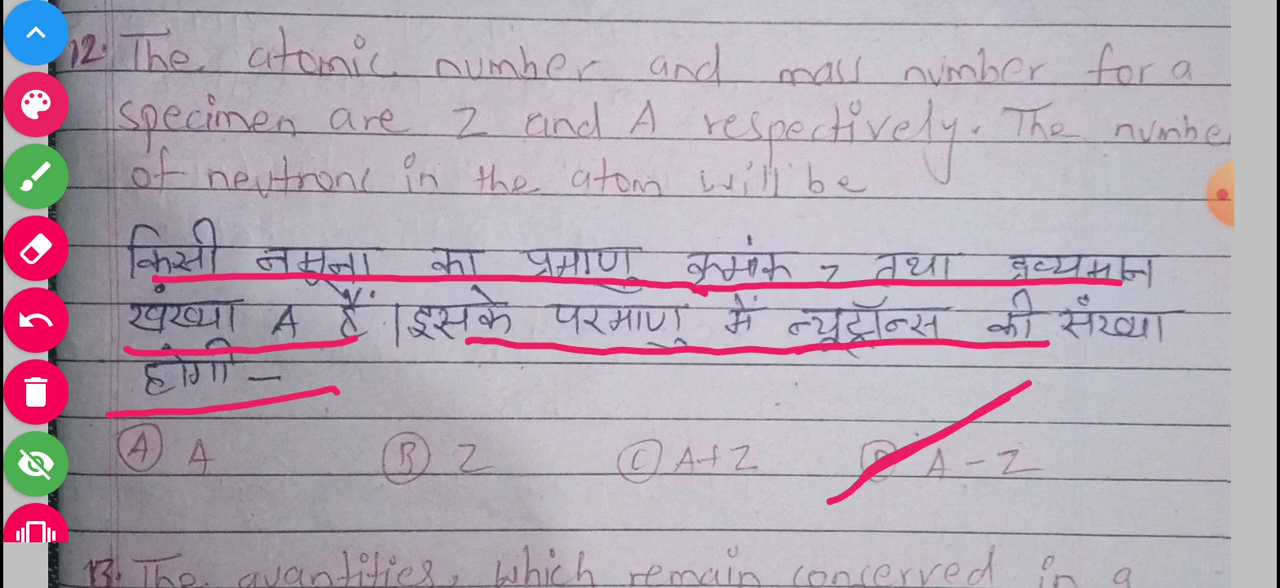 12. The atomic number and mass number for a
specimen are Z and A respectively. The numbe
of neutrons in the atom will be
किसी नमूना का प्रमाणु क्रमांक Z तथा द्रव्यमान
संख्या A है। इसके परमाणु में न्यूट्रॉन्स की संख्या
होगी -
(A) A (B) Z (C) A+Z (D) A-Z
13. The quantities, which remain conserved in a